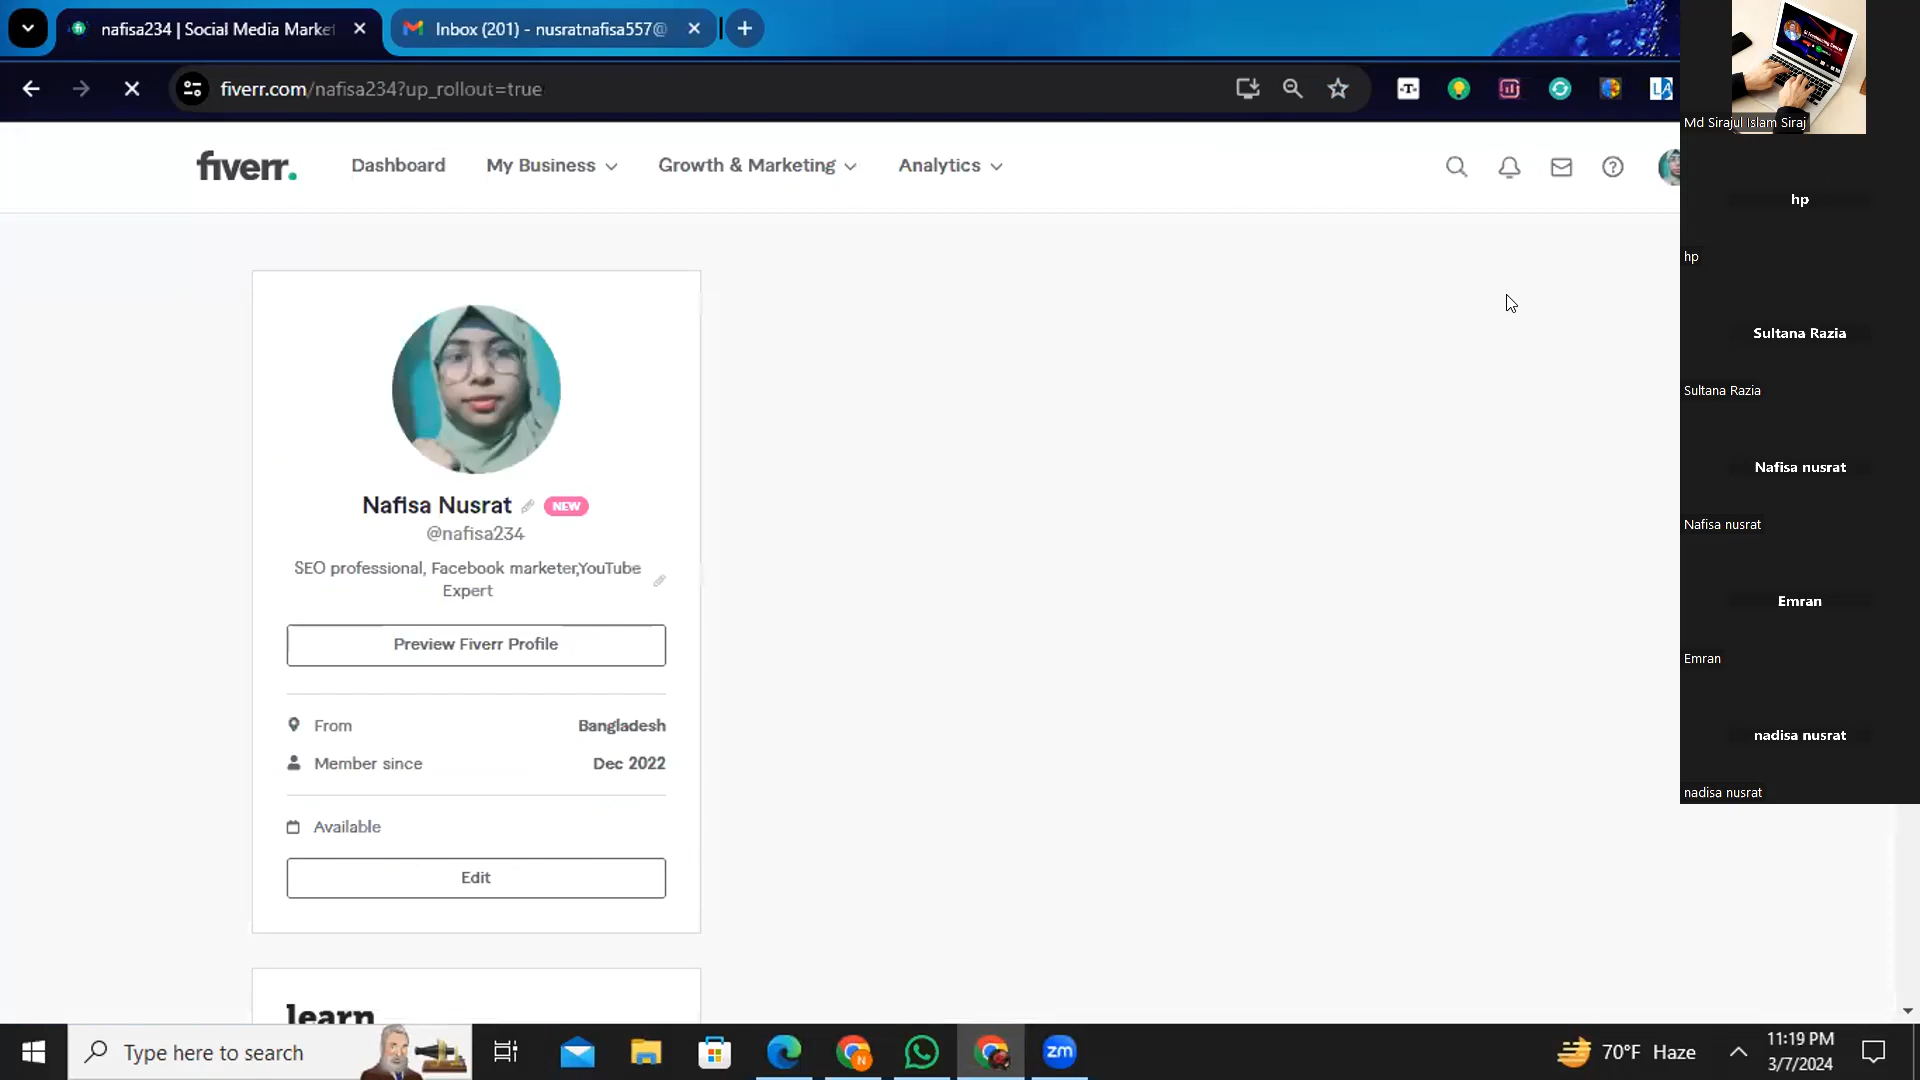 nafisa234 | Social Media Marke
Inbox (201) - nusratnafisa557@
fiverr.com/nafisa234?up_rollout=true
fiverr.
Dashboard
My Business
Growth & Marketing
Analytics
Nafisa Nusrat
NEW
@nafisa234
SEO professional, Facebook marketer,YouTube
Expert
Preview Fiverr Profile
From
Bangladesh
Member since
Dec 2022
Available
Edit
learn
Md Sirajul Islam Siraj
hp
hp
Sultana Razia
Sultana Razia
Nafisa nusrat
Nafisa nusrat
Emran
Emran
nadisa nusrat
nadisa nusrat
Type here to search
zm
70°F Haze
11:19 PM
3/7/2024